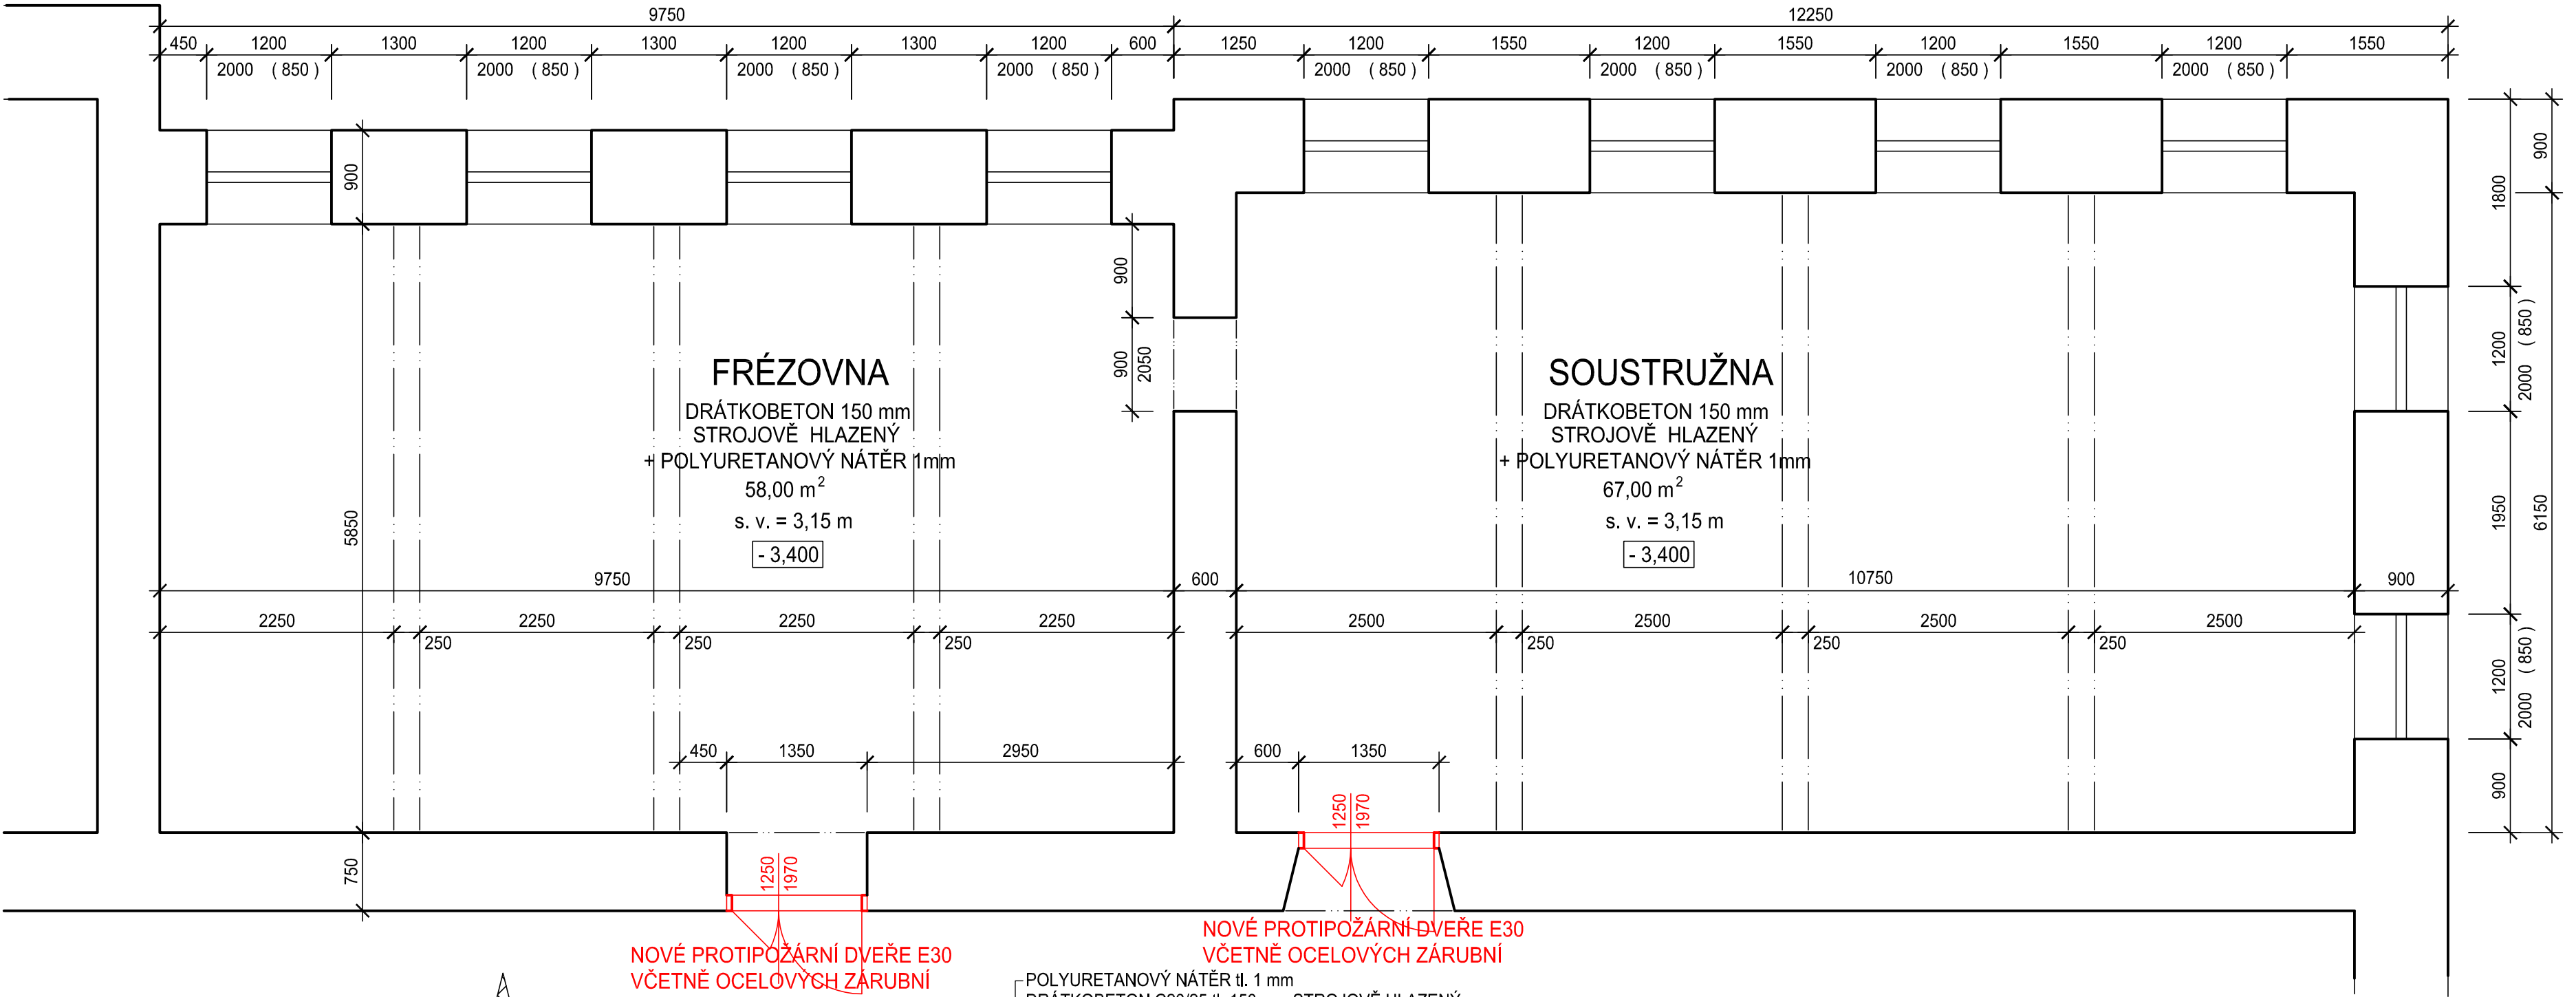 9750 12250
450 1200 1300 1200 1300 1200 1300 1200 600 1250 1200 1550 1200 1550 1200 1550 1200 1550
2000 ( 850 ) 2000 ( 850 ) 2000 ( 850 ) 2000 ( 850 ) 2000 ( 850 ) 2000 ( 850 ) 2000 ( 850 ) 2000 ( 850 )
900
900
1800
900
900
2050
1200
2000 ( 850 )
FRÉZOVNA
DRÁTKOBETON 150 mm
STROJOVĚ HLAZENÝ
+ POLYURETANOVÝ NÁTĚR 1mm
58,00 m²
s. v. = 3,15 m
- 3,400
SOUSTRUŽNA
DRÁTKOBETON 150 mm
STROJOVĚ HLAZENÝ
+ POLYURETANOVÝ NÁTĚR 1mm
67,00 m²
s. v. = 3,15 m
- 3,400
5850
1950
6150
9750 600 10750 900
2250 2250 2250 2250 2500 2500 2500 2500
250 250 250 250 250 250
1200
2000 ( 850 )
450 1350 2950 600 1350
900
750
1250
1970
1250
1970
NOVÉ PROTIPOŽÁRNÍ DVEŘE E30
VČETNĚ OCELOVÝCH ZÁRUBNÍ
NOVÉ PROTIPOŽÁRNÍ DVEŘE E30
VČETNĚ OCELOVÝCH ZÁRUBNÍ
POLYURETANOVÝ NÁTĚR tl. 1 mm